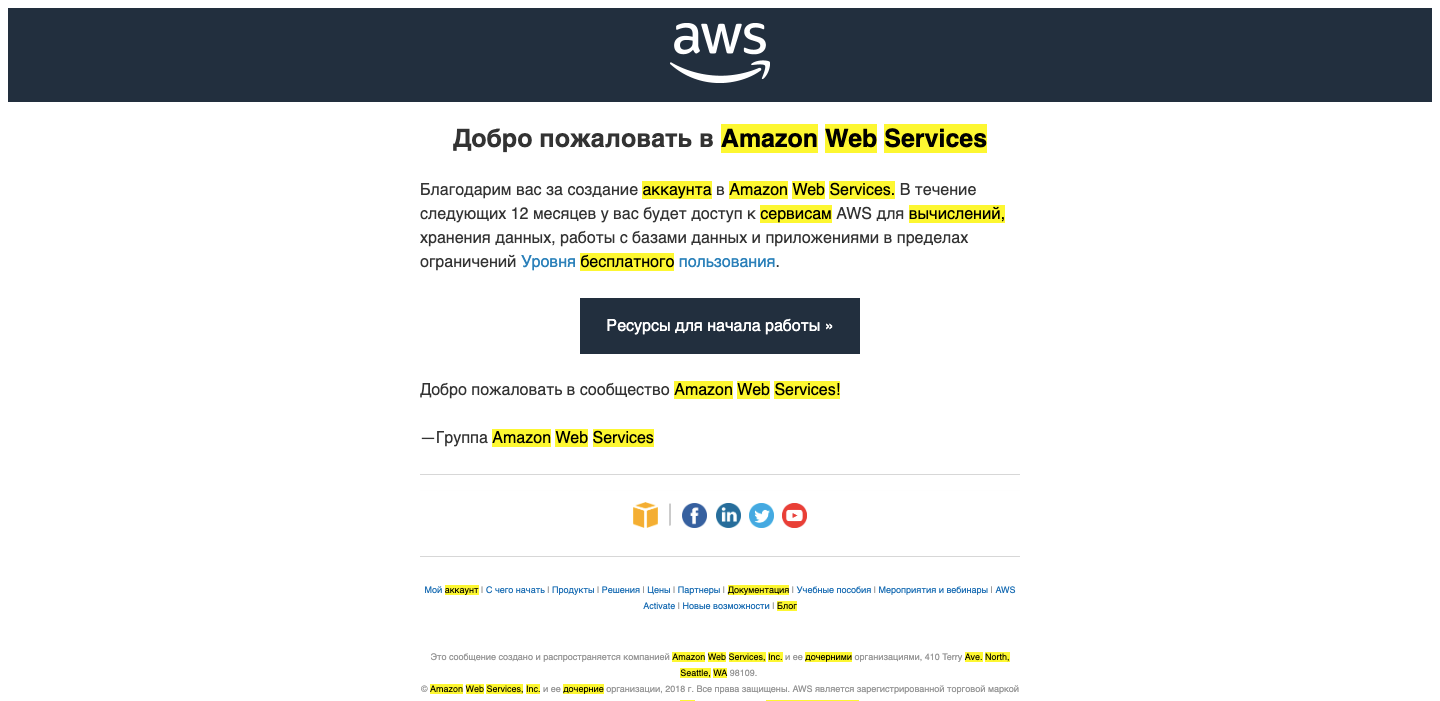 aws
Добро пожаловать в Amazon Web Services
Благодарим вас за создание аккаунта в Amazon Web Services. В течение
следующих 12 месяцев у вас будет доступ к сервисам AWS для вычислений,
хранения данных, работы с базами данных и приложениями в пределах
ограничений Уровня бесплатного пользования.
Ресурсы для начала работы »
Добро пожаловать в сообщество Amazon Web Services!
—Группа Amazon Web Services
Мой аккаунт | С чего начать | Продукты | Решения | Цены | Партнеры | Документация | Учебные пособия | Мероприятия и вебинары | AWS
Activate | Новые возможности | Блог
Это сообщение создано и распространяется компанией Amazon Web Services, Inc. и ее дочерними организациями, 410 Terry Ave. North,
Seattle, WA 98109.
© Amazon Web Services, Inc. и ее дочерние организации, 2018 г. Все права защищены. AWS является зарегистрированной торговой маркой